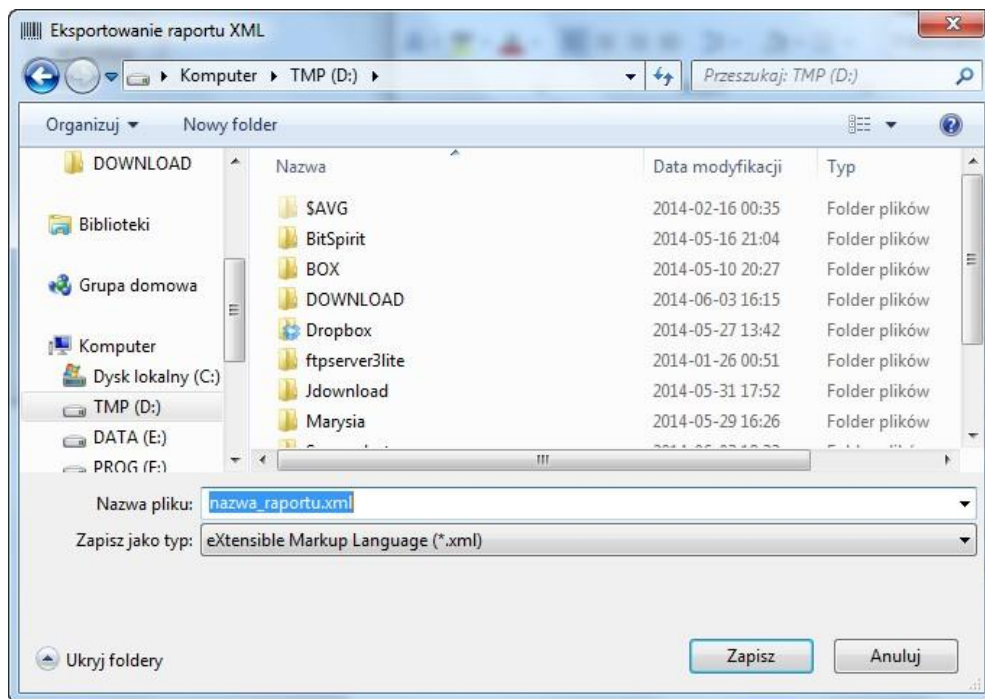 Eksportowanie raportu XML
Komputer TMP (D:)
Przeszukaj: TMP (D:)
Organizuj Nowy folder
DOWNLOAD
Biblioteki
Grupa domowa
Komputer
Dysk lokalny (C:)
TMP (D:)
DATA (E:)
PROG (F:)
Nazwa Data modyfikacji Typ
$AVG 2014-02-16 00:35 Folder plików
BitSpirit 2014-05-16 21:04 Folder plików
BOX 2014-05-10 20:27 Folder plików
DOWNLOAD 2014-06-03 16:15 Folder plików
Dropbox 2014-05-27 13:42 Folder plików
ftpserver3lite 2014-01-26 00:51 Folder plików
Jdownload 2014-05-31 17:52 Folder plików
Marysia 2014-05-29 16:26 Folder plików
Nazwa pliku: nazwa_raportu.xml
Zapisz jako typ: eXtensible Markup Language (*.xml)
Ukryj foldery
Zapisz
Anuluj